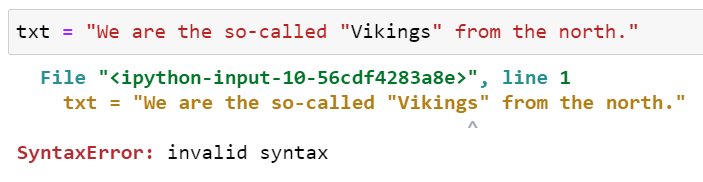 txt = "We are the so-called "Vikings" from the north."
File "<ipython-input-10-56cdf4283a8e>", line 1
txt = "We are the so-called "Vikings" from the north."
^
SyntaxError: invalid syntax